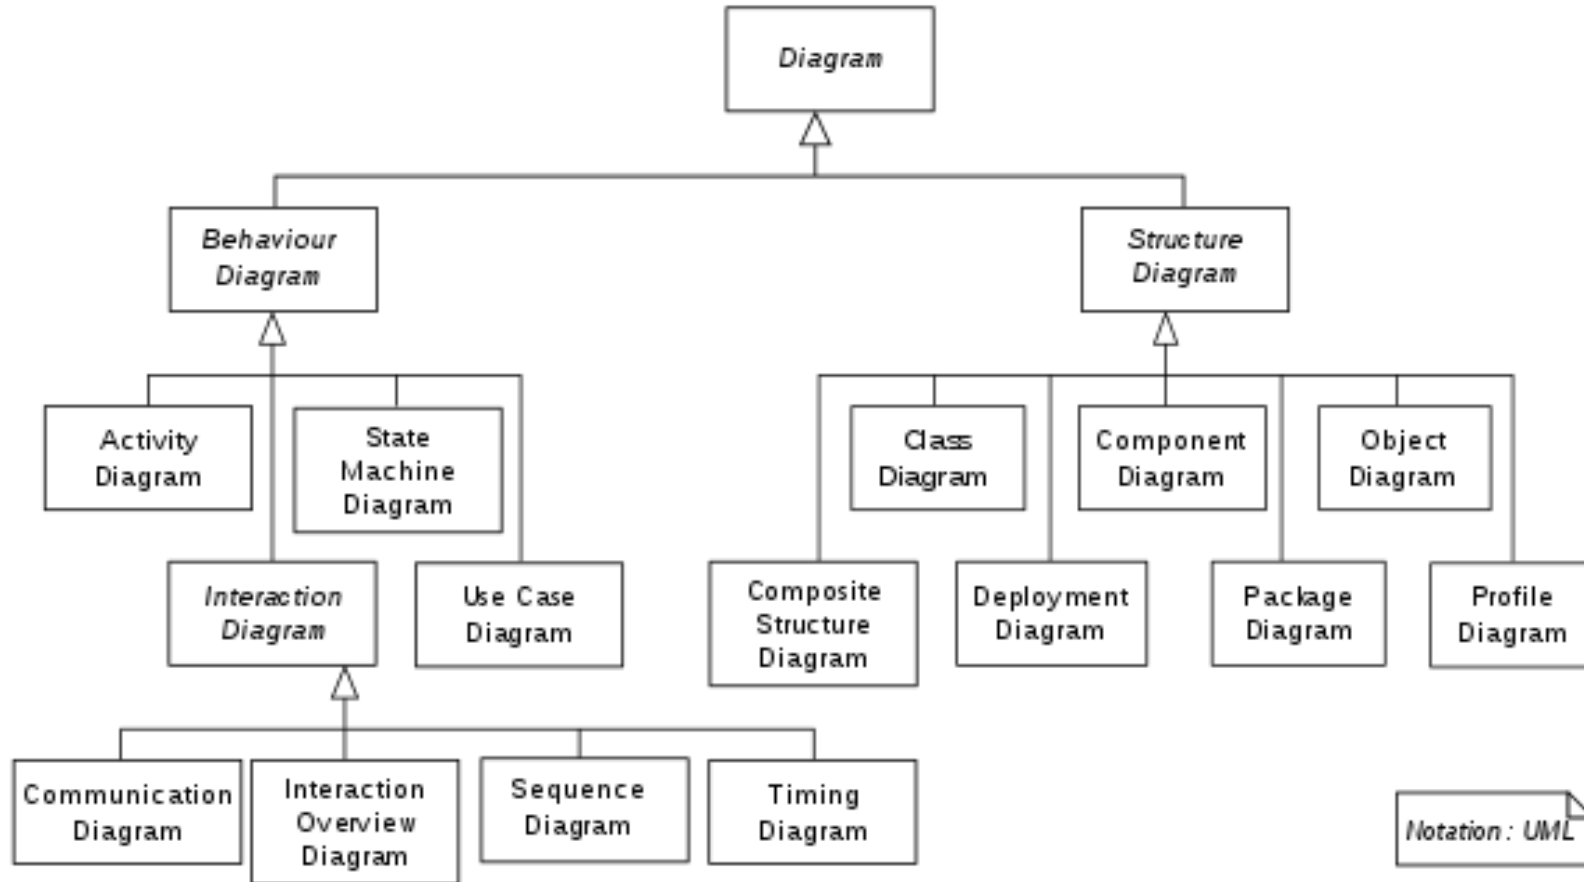 Diagram
Behaviour
Diagram
Structure
Diagram
Activity
Diagram
State
Machine
Diagram
Class
Diagram
Component
Diagram
Object
Diagram
Interaction
Diagram
Use Case
Diagram
Composite
Structure
Diagram
Deployment
Diagram
Package
Diagram
Profile
Diagram
Communication
Diagram
Interaction
Overview
Diagram
Sequence
Diagram
Timing
Diagram
Notation: UML